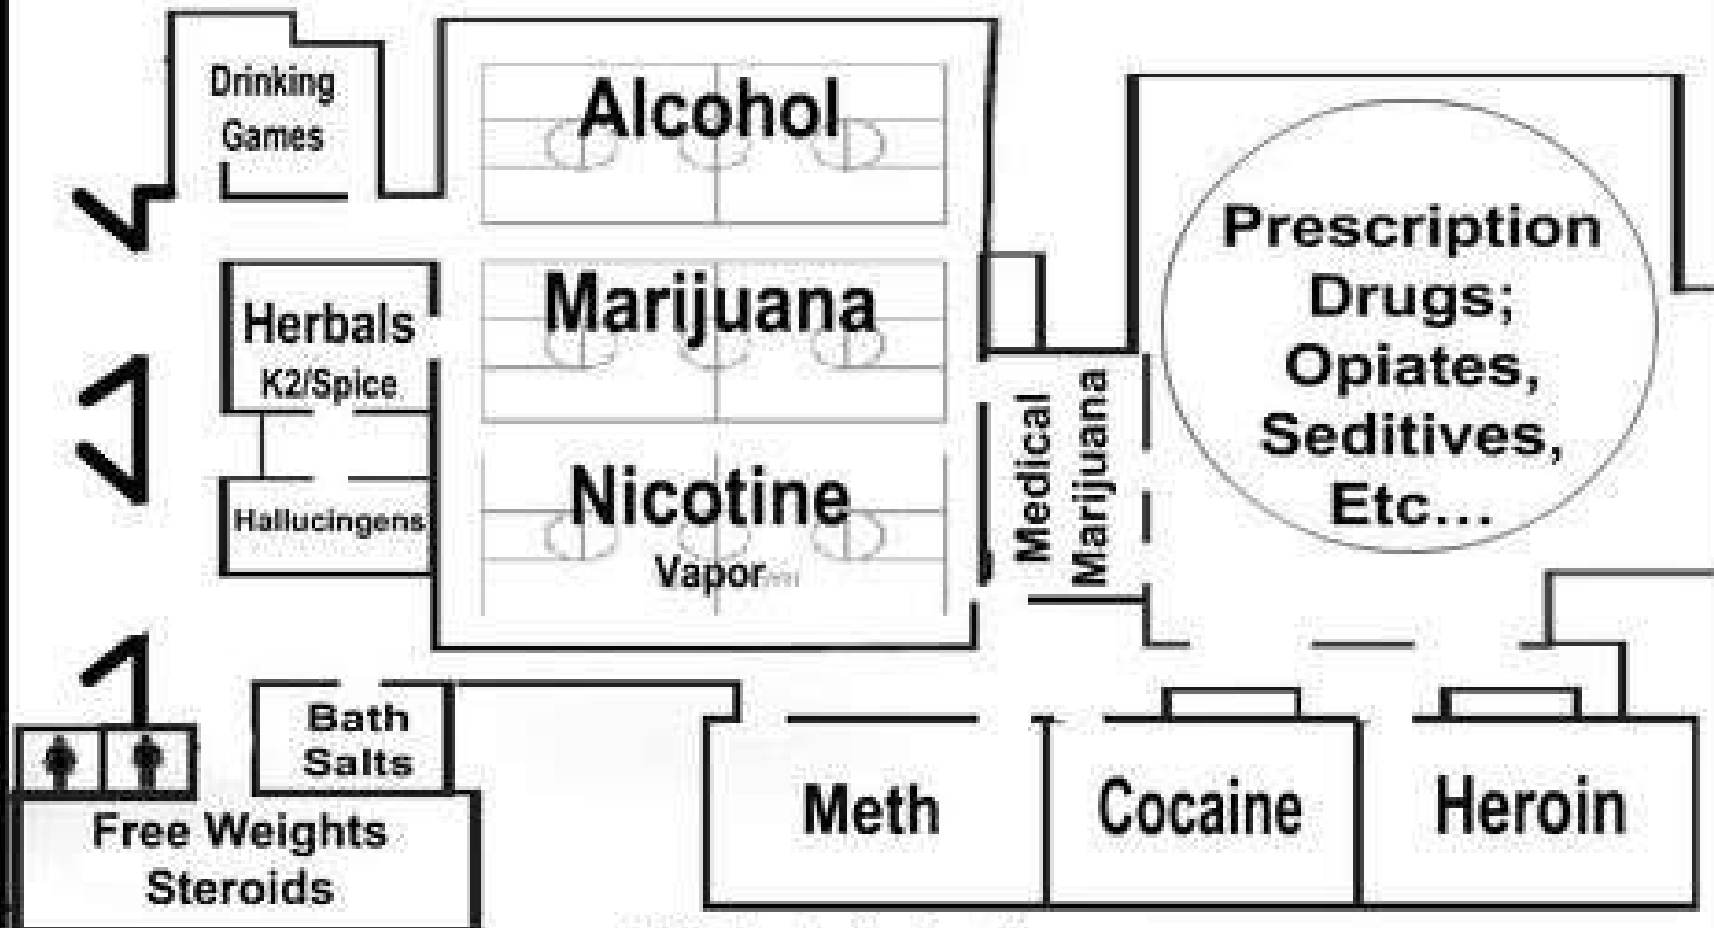 Drinking
Games
Alcohol
Prescription
Drugs;
Opiates,
Seditives,
Etc...
Marijuana
Herbals
K2/Spice
Medical
Marijuana
Nicotine
Vapor
Hallucingens
Bath
Salts
Meth
Cocaine
Heroin
Free Weights
Steroids